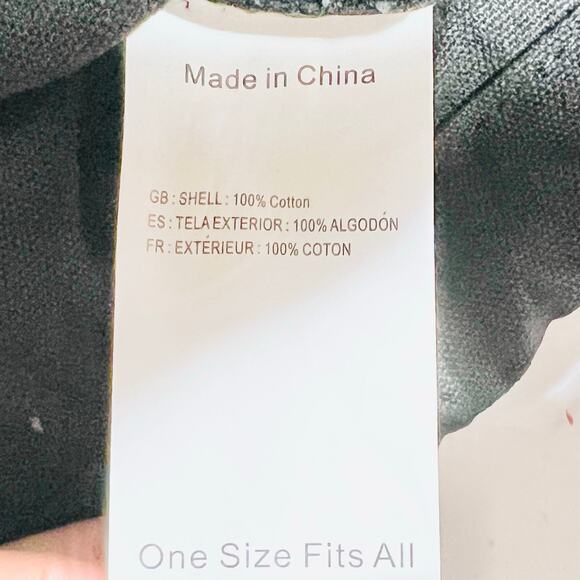 Made in China
GB : SHELL : 100% Cotton
ES : TELA EXTERIOR : 100% ALGODÓN
FR : EXTÉRIEUR : 100% COTON
One Size Fits All